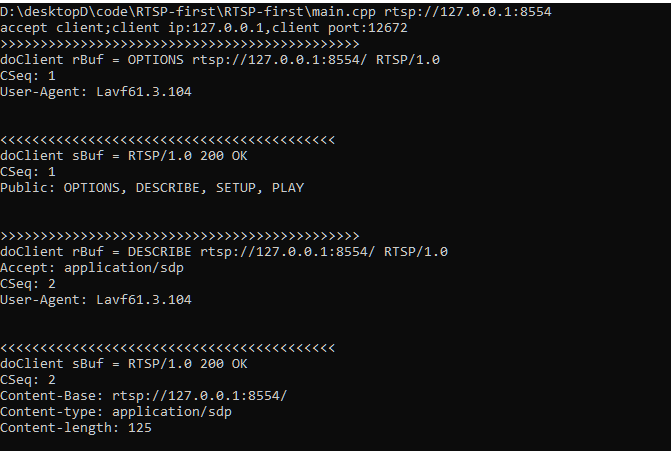 D:\desktopD\code\RTSP-first\RTSP-first\main.cpp rtsp://127.0.0.1:8554
accept client;client ip:127.0.0.1,client port:12672
>>>>>>>>>>>>>>>>>>>>>>>>>>>>>>>>>>>>>>>>>>>>>
doClient rBuf = OPTIONS rtsp://127.0.0.1:8554/ RTSP/1.0
CSeq: 1
User-Agent: Lavf61.3.104
<<<<<<<<<<<<<<<<<<<<<<<<<<<<<<<<<<<<<<<<<<
doClient sBuf = RTSP/1.0 200 OK
CSeq: 1
Public: OPTIONS, DESCRIBE, SETUP, PLAY
>>>>>>>>>>>>>>>>>>>>>>>>>>>>>>>>>>>>>>>>>>>>>
doClient rBuf = DESCRIBE rtsp://127.0.0.1:8554/ RTSP/1.0
Accept: application/sdp
CSeq: 2
User-Agent: Lavf61.3.104
<<<<<<<<<<<<<<<<<<<<<<<<<<<<<<<<<<<<<<<<<<
doClient sBuf = RTSP/1.0 200 OK
CSeq: 2
Content-Base: rtsp://127.0.0.1:8554/
Content-type: application/sdp
Content-length: 125